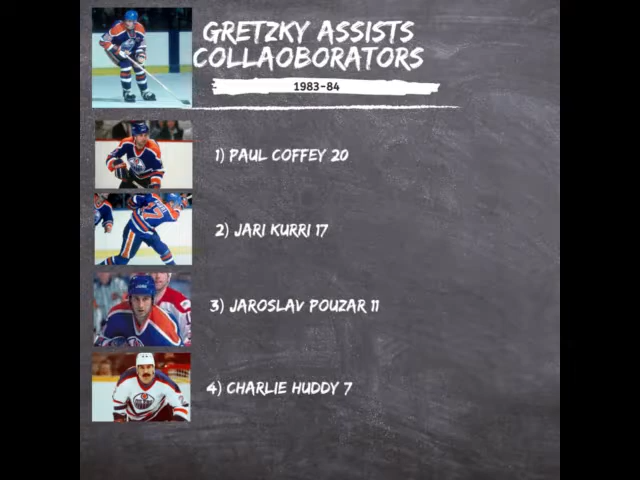 GRETZKY ASSISTS
COLLAOBORATORS
1983-84
1) PAUL COFFEY 20
2) JARI KURRI 17
3) JAROSLAV POUZAR 11
4) CHARLIE HUDDY 7